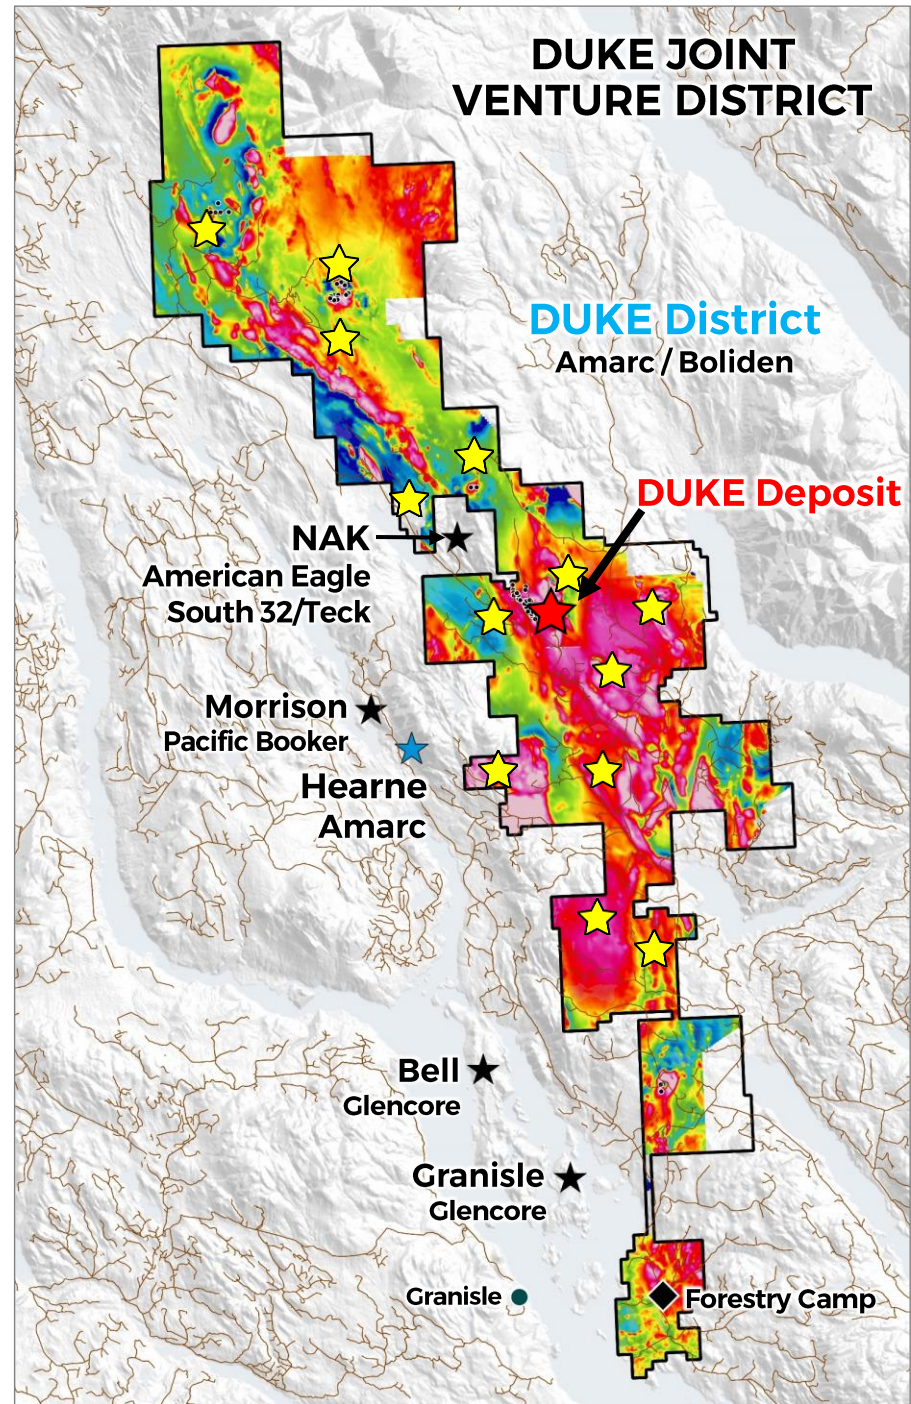 DUKE JOINT
VENTURE DISTRICT
DUKE District
Amarc / Boliden
DUKE Deposit
NAK
American Eagle
South 32/Teck
Morrison
Pacific Booker
Hearne
Amarc
Bell
Glencore
Granisle
Glencore
Granisle
Forestry Camp